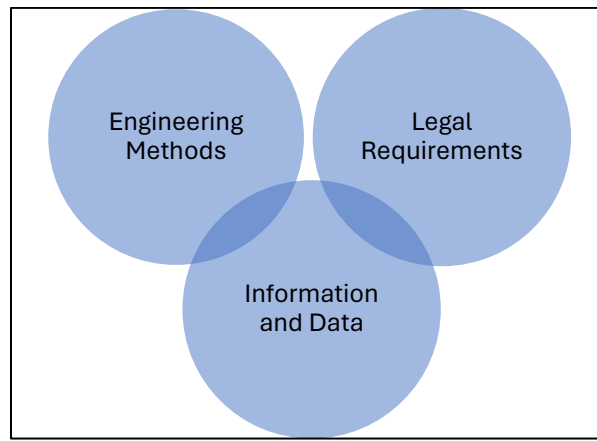 Engineering
Methods
Legal
Requirements
Information
and Data